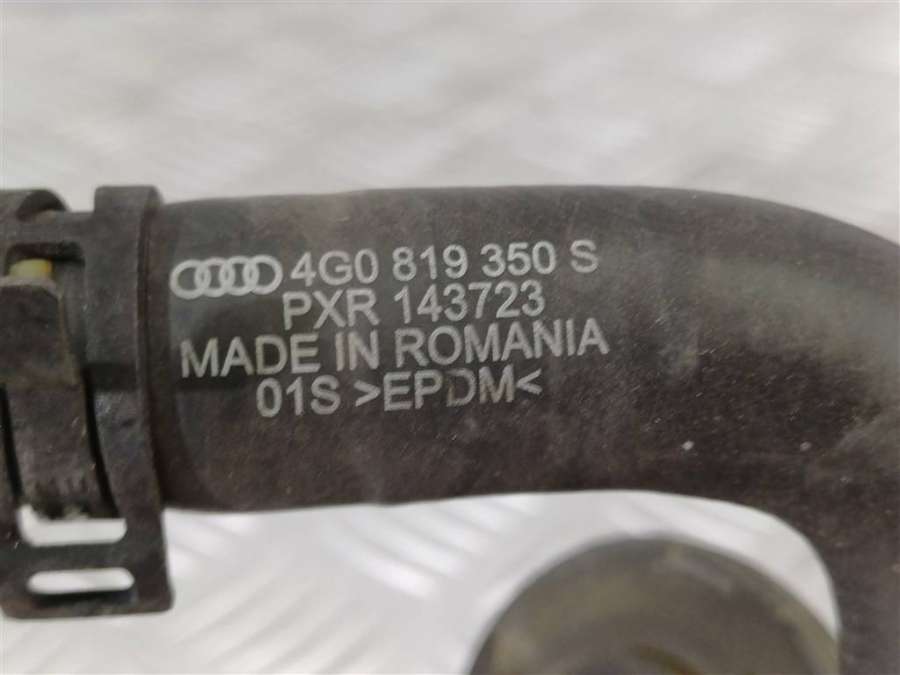 4G0 819 350 S
PXR 143723
MADE IN ROMANIA
01S >EPDM<